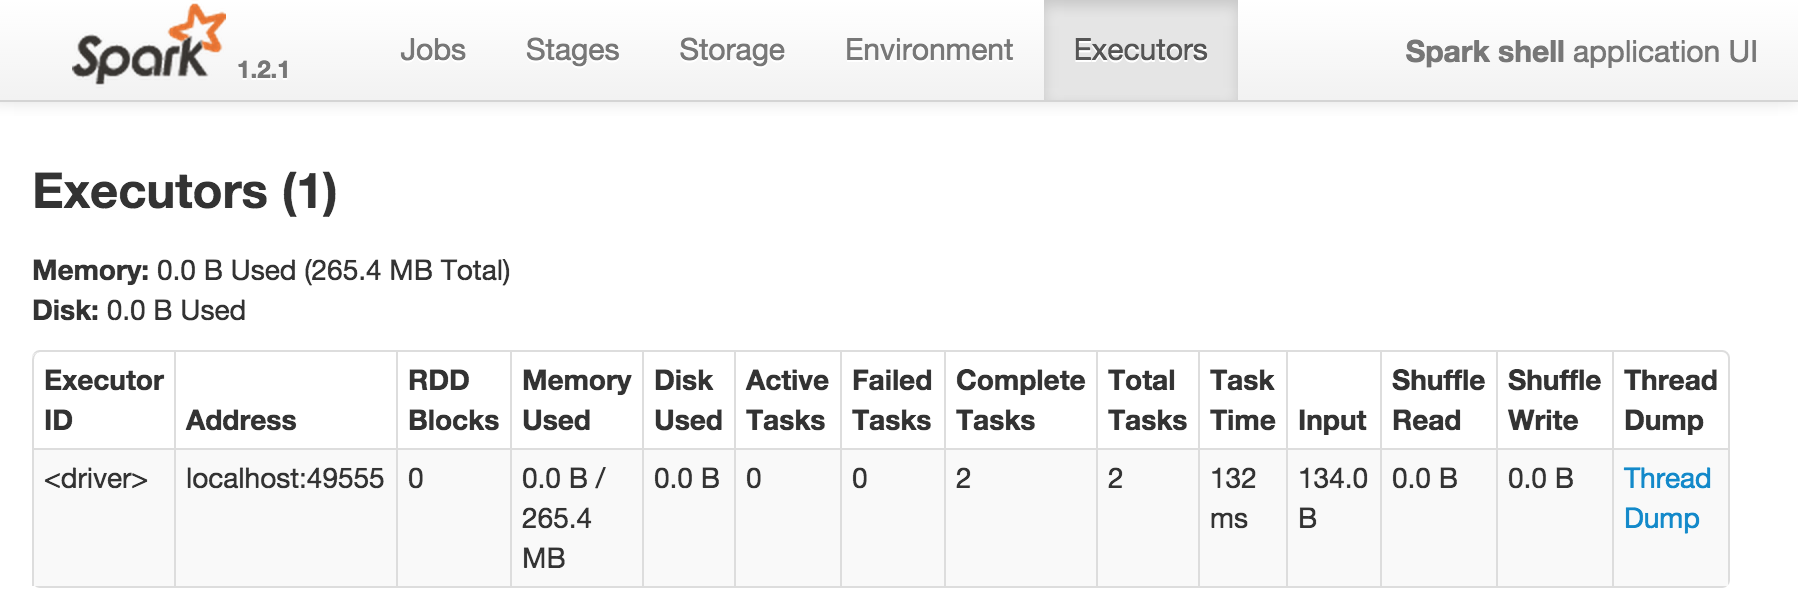 Spark 1.2.1 Jobs Stages Storage Environment Executors Spark shell application UI
Executors (1)
Memory: 0.0 B Used (265.4 MB Total)
Disk: 0.0 B Used
Executor RDD Memory Disk Active Failed Complete Total Task Shuffle Shuffle Thread
ID Address Blocks Used Used Tasks Tasks Tasks Tasks Time Input Read Write Dump
<driver> localhost:49555 0 0.0 B / 0.0 B 0 0 2 2 132 134.0 0.0 B 0.0 B Thread
265.4 ms B Dump
MB